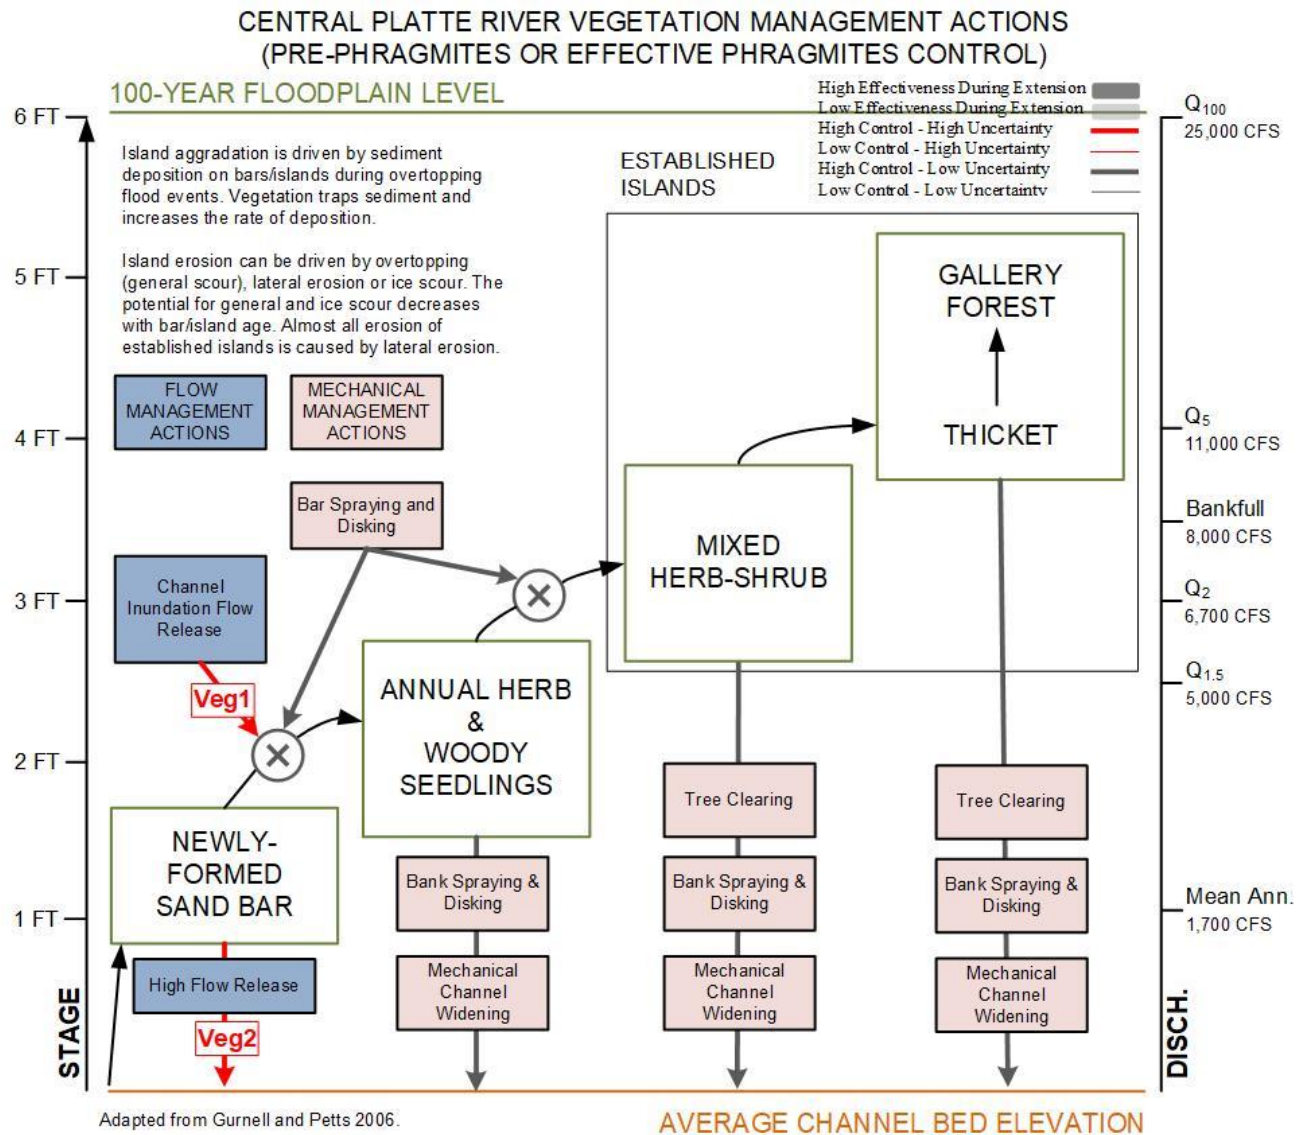 CENTRAL PLATTE RIVER VEGETATION MANAGEMENT ACTIONS
(PRE-PHRAGMITES OR EFFECTIVE PHRAGMITES CONTROL)
100-YEAR FLOODPLAIN LEVEL
High Effectiveness During Extension
Low Effectiveness During Extension
High Control - High Uncertainty
Low Control - High Uncertainty
High Control - Low Uncertainty
Low Control - Low Uncertainty
6 FT
5 FT
4 FT
3 FT
2 FT
1 FT
STAGE
Island aggradation is driven by sediment
deposition on bars/islands during overtopping
flood events. Vegetation traps sediment and
increases the rate of deposition.
Island erosion can be driven by overtopping
(general scour), lateral erosion or ice scour. The
potential for general and ice scour decreases
with bar/island age. Almost all erosion of
established islands is caused by lateral erosion.
FLOW
MANAGEMENT
ACTIONS
MECHANICAL
MANAGEMENT
ACTIONS
Bar Spraying and
Disking
Channel
Inundation Flow
Release
Veg1
NEWLY-
FORMED
SAND BAR
High Flow Release
Veg2
ANNUAL HERB
&
WOODY
SEEDLINGS
Bank Spraying &
Disking
Mechanical
Channel
Widening
ESTABLISHED
ISLANDS
MIXED
HERB-SHRUB
Tree Clearing
Bank Spraying &
Disking
Mechanical
Channel
Widening
GALLERY
FOREST
THICKET
Tree Clearing
Bank Spraying &
Disking
Mechanical
Channel
Widening
Q100
25,000 CFS
Q5
11,000 CFS
Bankfull
8,000 CFS
Q2
6,700 CFS
Q1.5
5,000 CFS
Mean Ann.
1,700 CFS
DISCH.
Adapted from Gurnell and Petts 2006.
AVERAGE CHANNEL BED ELEVATION